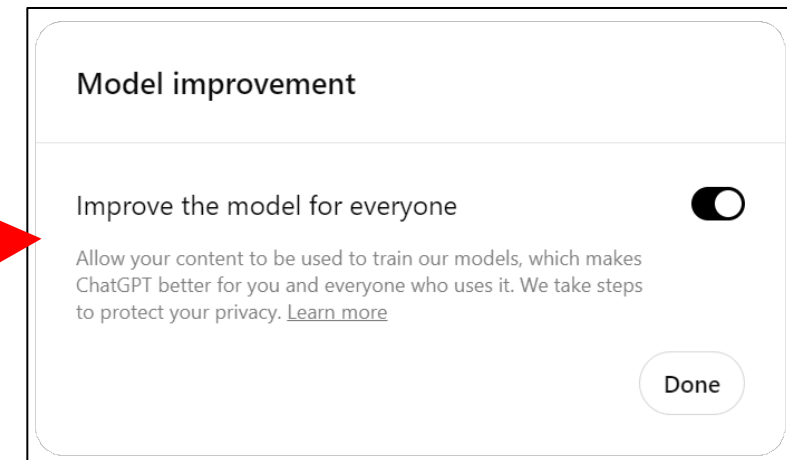 Model improvement
Improve the model for everyone
Allow your content to be used to train our models, which makes
ChatGPT better for you and everyone who uses it. We take steps
to protect your privacy. Learn more
Done